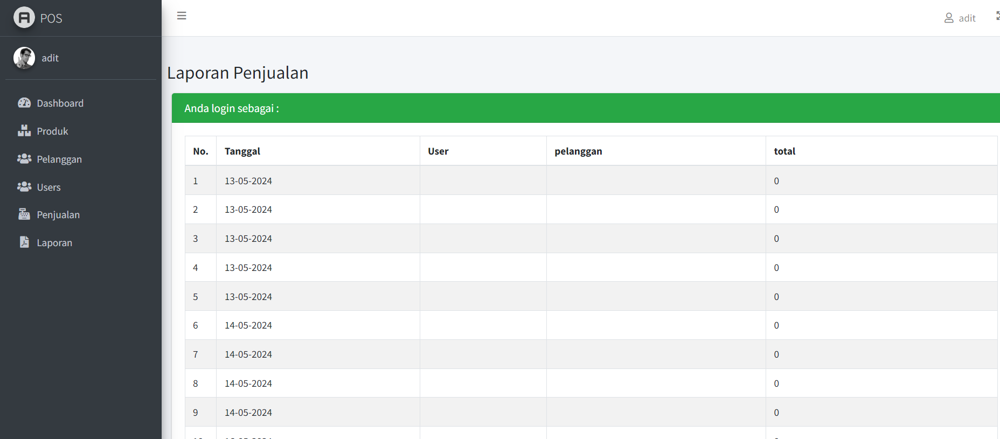 POS
adit
adit
Dashboard
Produk
Pelanggan
Users
Penjualan
Laporan
Laporan Penjualan
Anda login sebagai :
No. Tanggal User pelanggan total
1 13-05-2024 0
2 13-05-2024 0
3 13-05-2024 0
4 13-05-2024 0
5 13-05-2024 0
6 14-05-2024 0
7 14-05-2024 0
8 14-05-2024 0
9 14-05-2024 0